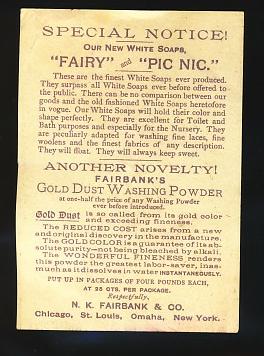 SPECIAL NOTICE!
OUR NEW WHITE SOAPS,
"FAIRY" and "PIC NIC."
These are the finest White Soaps ever produced.
They surpass all White Soaps ever before offered to
the public. There can be no comparison between our
goods and the old fashioned White Soaps heretofore
in vogue. Our White Soaps will hold their color and
shape perfectly. They are excellent for Toilet and
Bath purposes and especially for the Nursery. They
are peculiarly adapted for washing fine laces, fine
woolens and the finest fabrics of any description.
They will float. They will always keep sweet.
ANOTHER NOVELTY!
FAIRBANK'S
GOLD DUST WASHING POWDER
at one-half the price of any Washing Powder
ever before introduced.
Gold Dust is so called from its gold color
and exceeding fineness.
The REDUCED COST arises from a new
and original discovery in the manufacture.
The GOLD COLOR is a guarantee of its ab-
solute purity—not being bleached by alkali.
The WONDERFUL FINENESS renders
this powder the greatest labor-saver, inas-
much as it dissolves in water INSTANTANEOUSLY.
PUT UP IN PACKAGES OF FOUR POUNDS EACH,
AT 25 CTS. PER PACKAGE.
Respectfully,
N. K. FAIRBANK & CO.
Chicago, St. Louis, Omaha, New York.